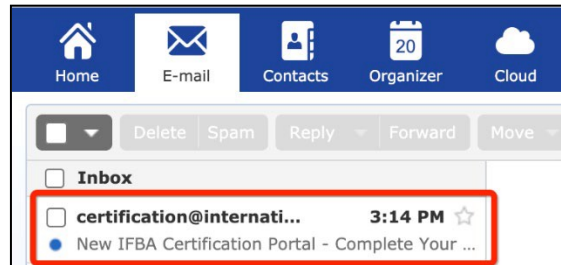 Home E-mail Contacts 20 Organizer Cloud
Delete Spam Reply Forward Move
Inbox
certification@internati... 3:14 PM
New IFBA Certification Portal - Complete Your ...